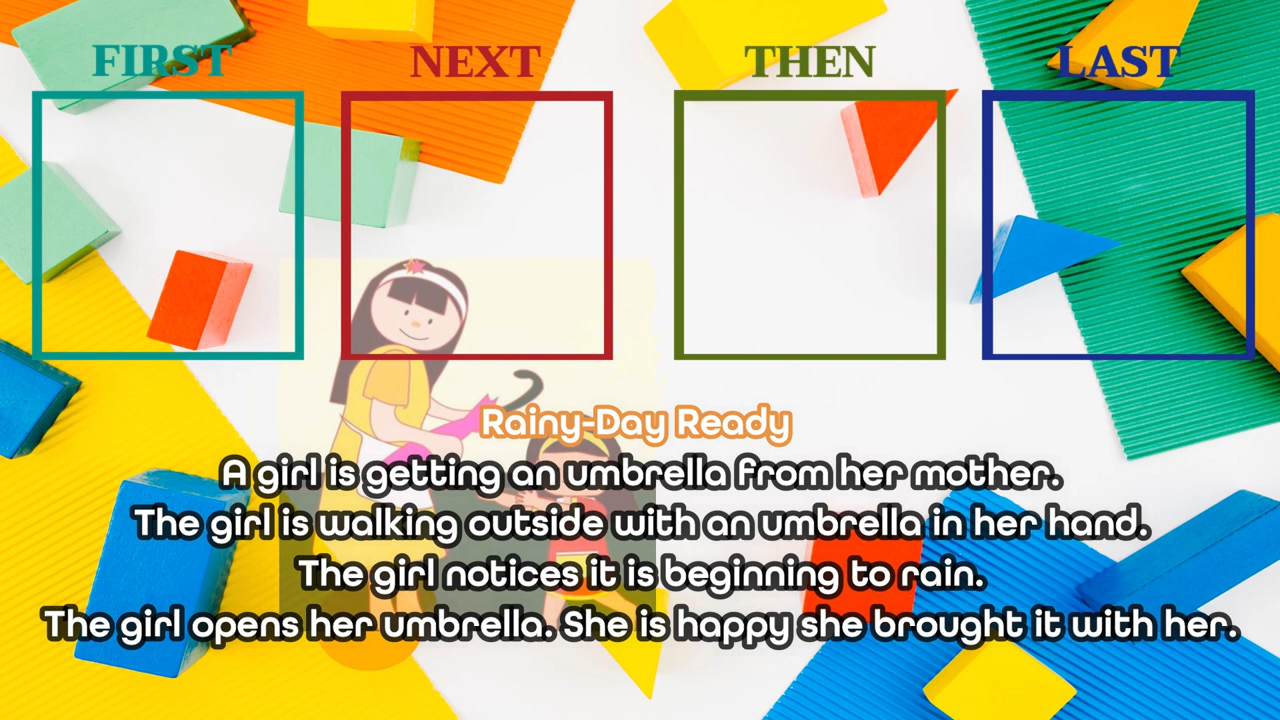 FIRST NEXT THEN LAST
Rainy-Day Ready
A girl is getting an umbrella from her mother.
The girl is walking outside with an umbrella in her hand.
The girl notices it is beginning to rain.
The girl opens her umbrella. She is happy she brought it with her.